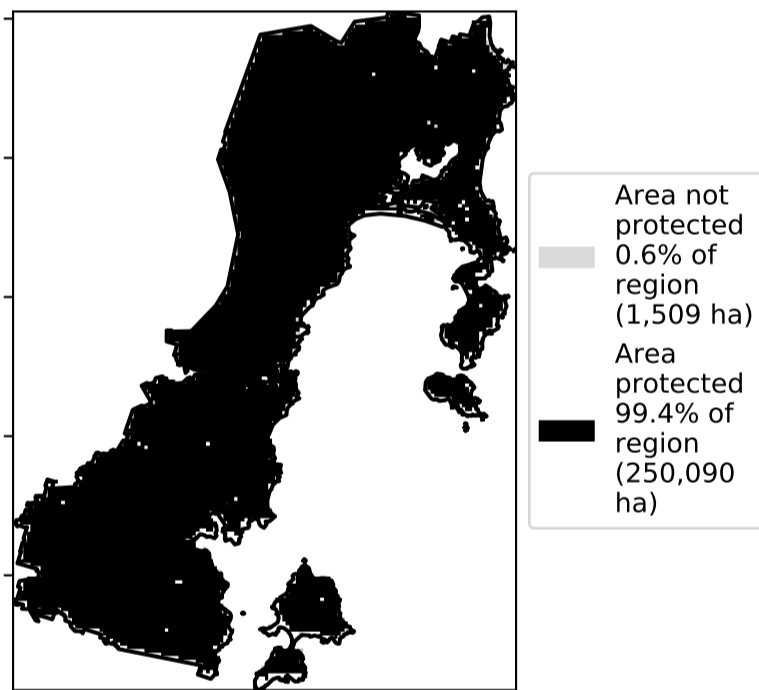 Area not
protected
0.6% of
region
(1,509 ha)
Area
protected
99.4% of
region
(250,090
ha)